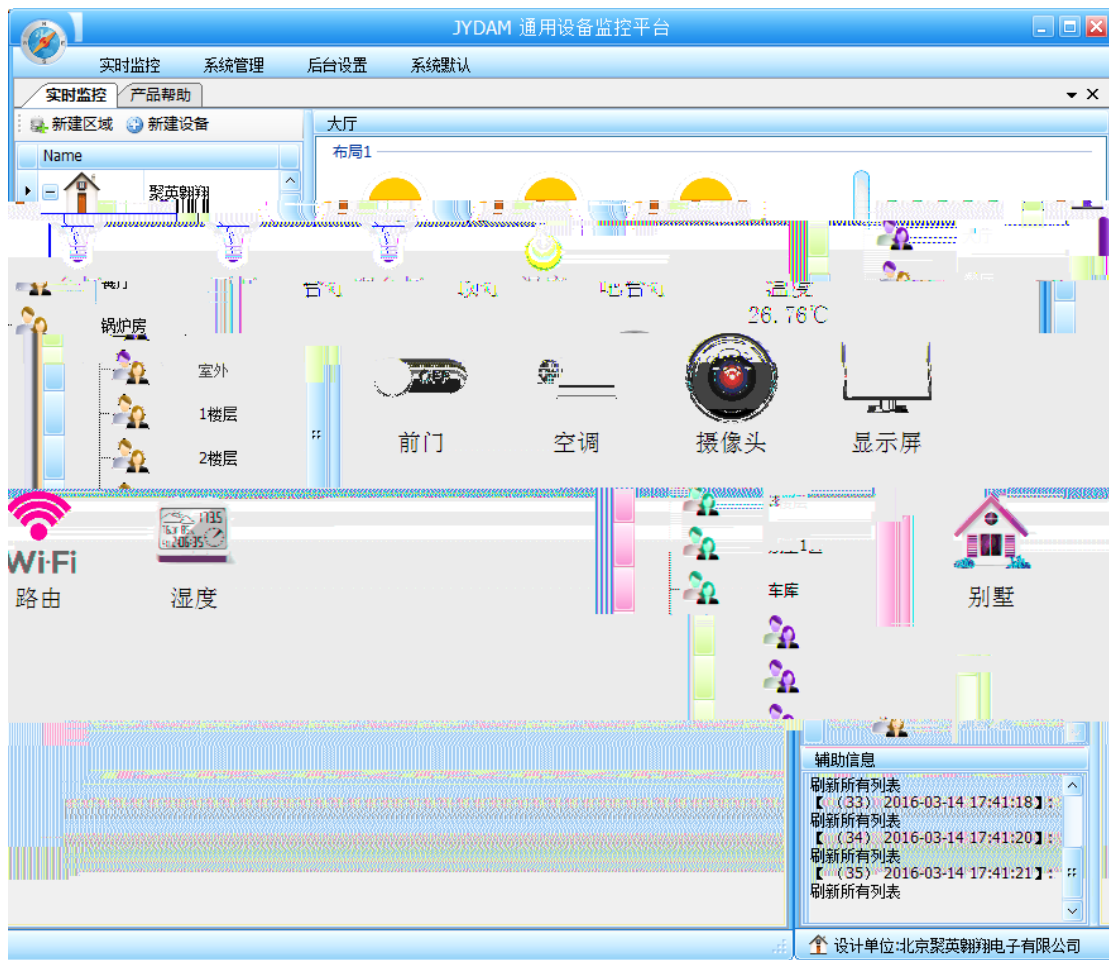 JYDAM 通用设备监控平台
实时监控 系统管理 后台设置 系统默认
实时监控 产品帮助
新建区域 新建设备
大厅
Name
布局1
聚英翱翔
温度
26.76℃
锅炉房
室外
1楼层
2楼层
前门 空调 摄像头 显示屏
Wi-Fi
路由 湿度
车库
别墅
辅助信息
刷新所有列表
【 (33) 2016-03-14 17:41:18】:
刷新所有列表
【 (34) 2016-03-14 17:41:20】:
刷新所有列表
【 (35) 2016-03-14 17:41:21】:
刷新所有列表
设计单位:北京聚英翱翔电子有限公司